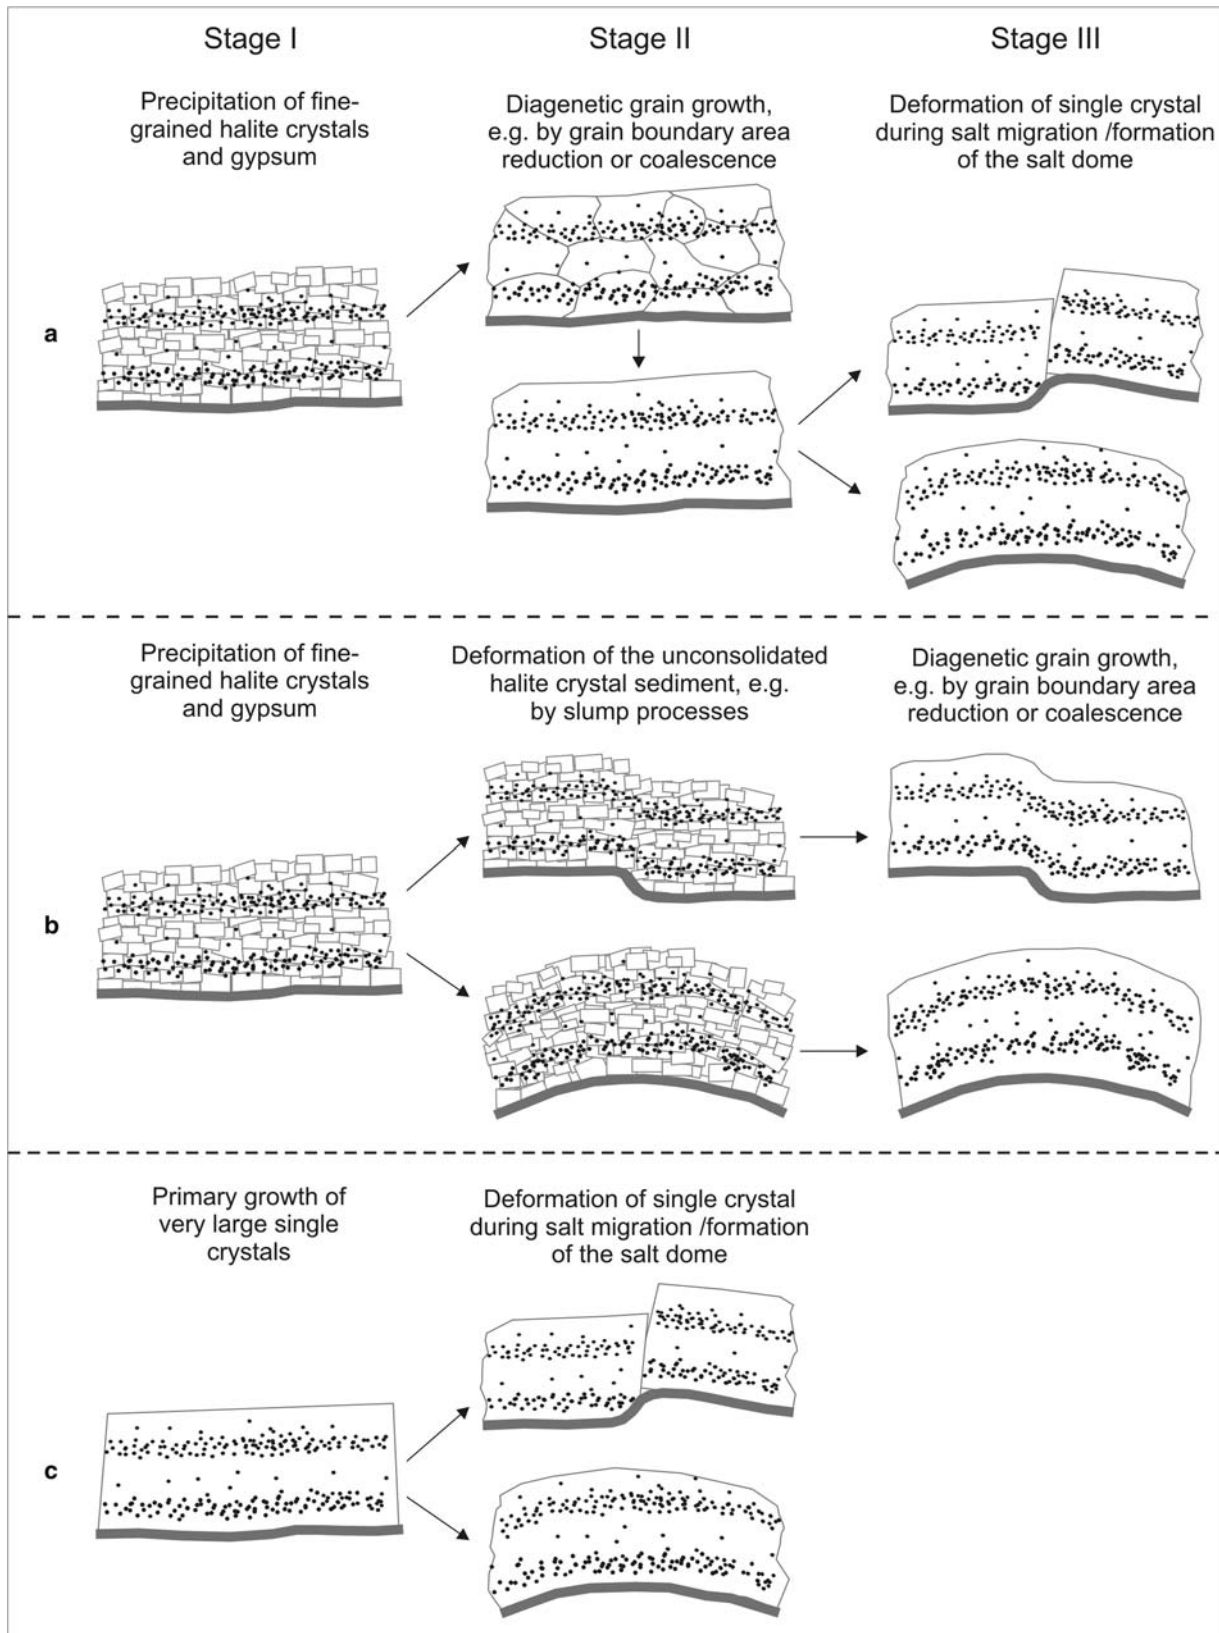 Stage I
Stage II
Stage III
Precipitation of fine-
grained halite crystals
and gypsum
Diagenetic grain growth,
e.g. by grain boundary area
reduction or coalescence
Deformation of single crystal
during salt migration /formation
of the salt dome
a
Precipitation of fine-
grained halite crystals
and gypsum
Deformation of the unconsolidated
halite crystal sediment, e.g.
by slump processes
Diagenetic grain growth,
e.g. by grain boundary area
reduction or coalescence
b
Primary growth of
very large single
crystals
Deformation of single crystal
during salt migration /formation
of the salt dome
c